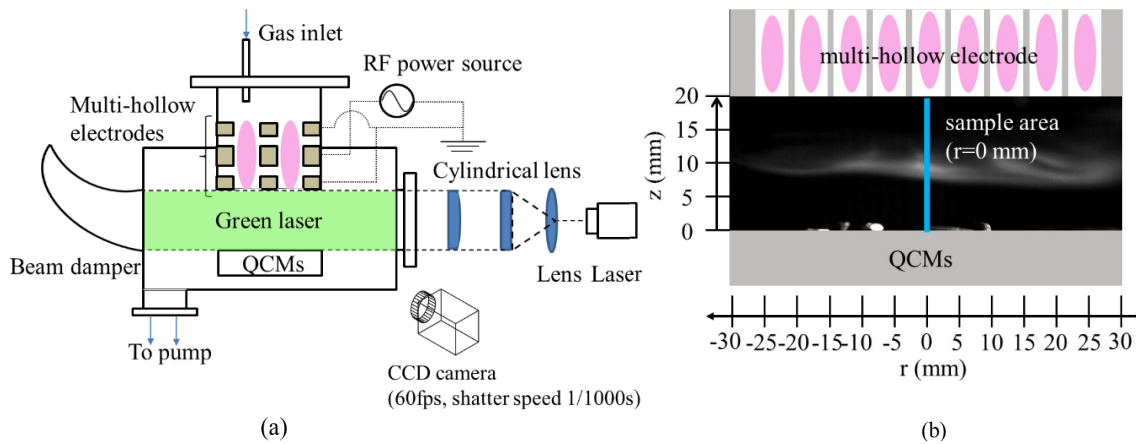 Gas inlet
RF power source
Multi-hollow
electrodes
Cylindrical lens
Green laser
Beam damper
QCMs
Lens Laser
To pump
CCD camera
(60fps, shatter speed 1/1000s)
(a)
multi-hollow electrode
20
15
10
5
0
z (mm)
sample area
(r=0 mm)
QCMs
-30 -25 -20 -15 -10 -5 0 5 10 15 20 25 30
r (mm)
(b)